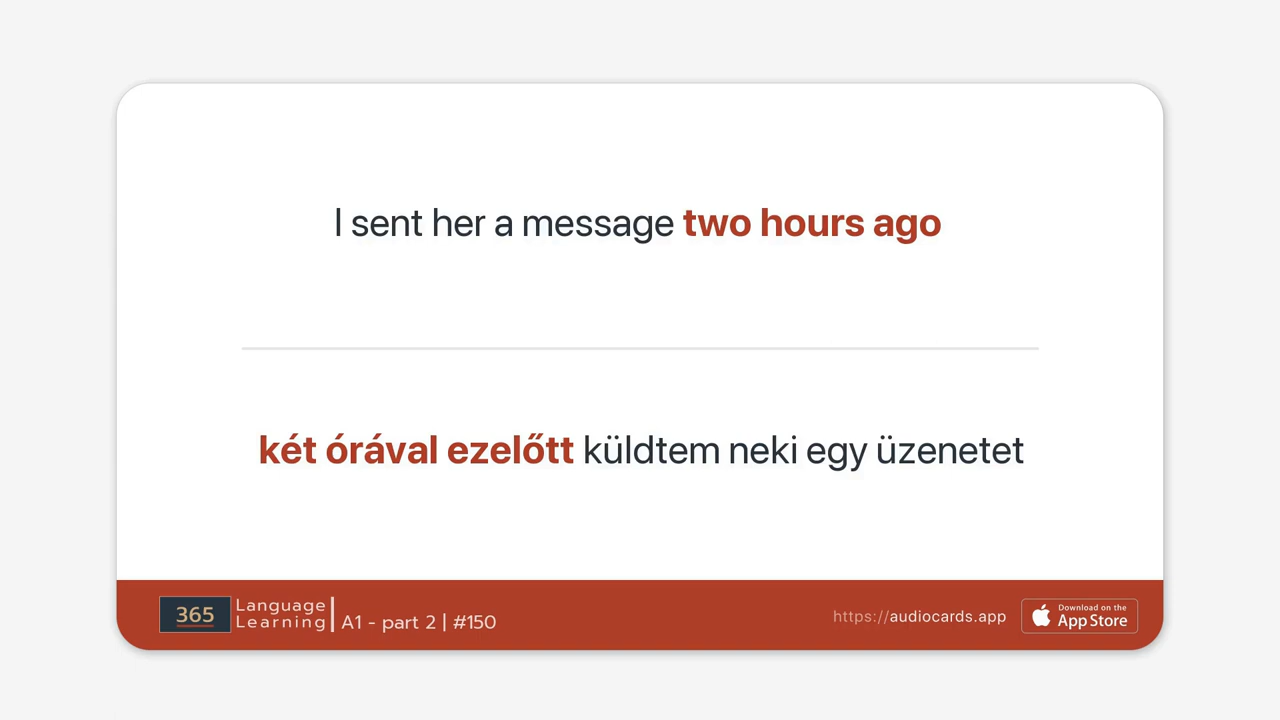 I sent her a message two hours ago
két órával ezelőtt küldtem neki egy üzenetet
365 Language Learning | A1 - part 2 | #150
https://audiocards.app
Download on the
App Store